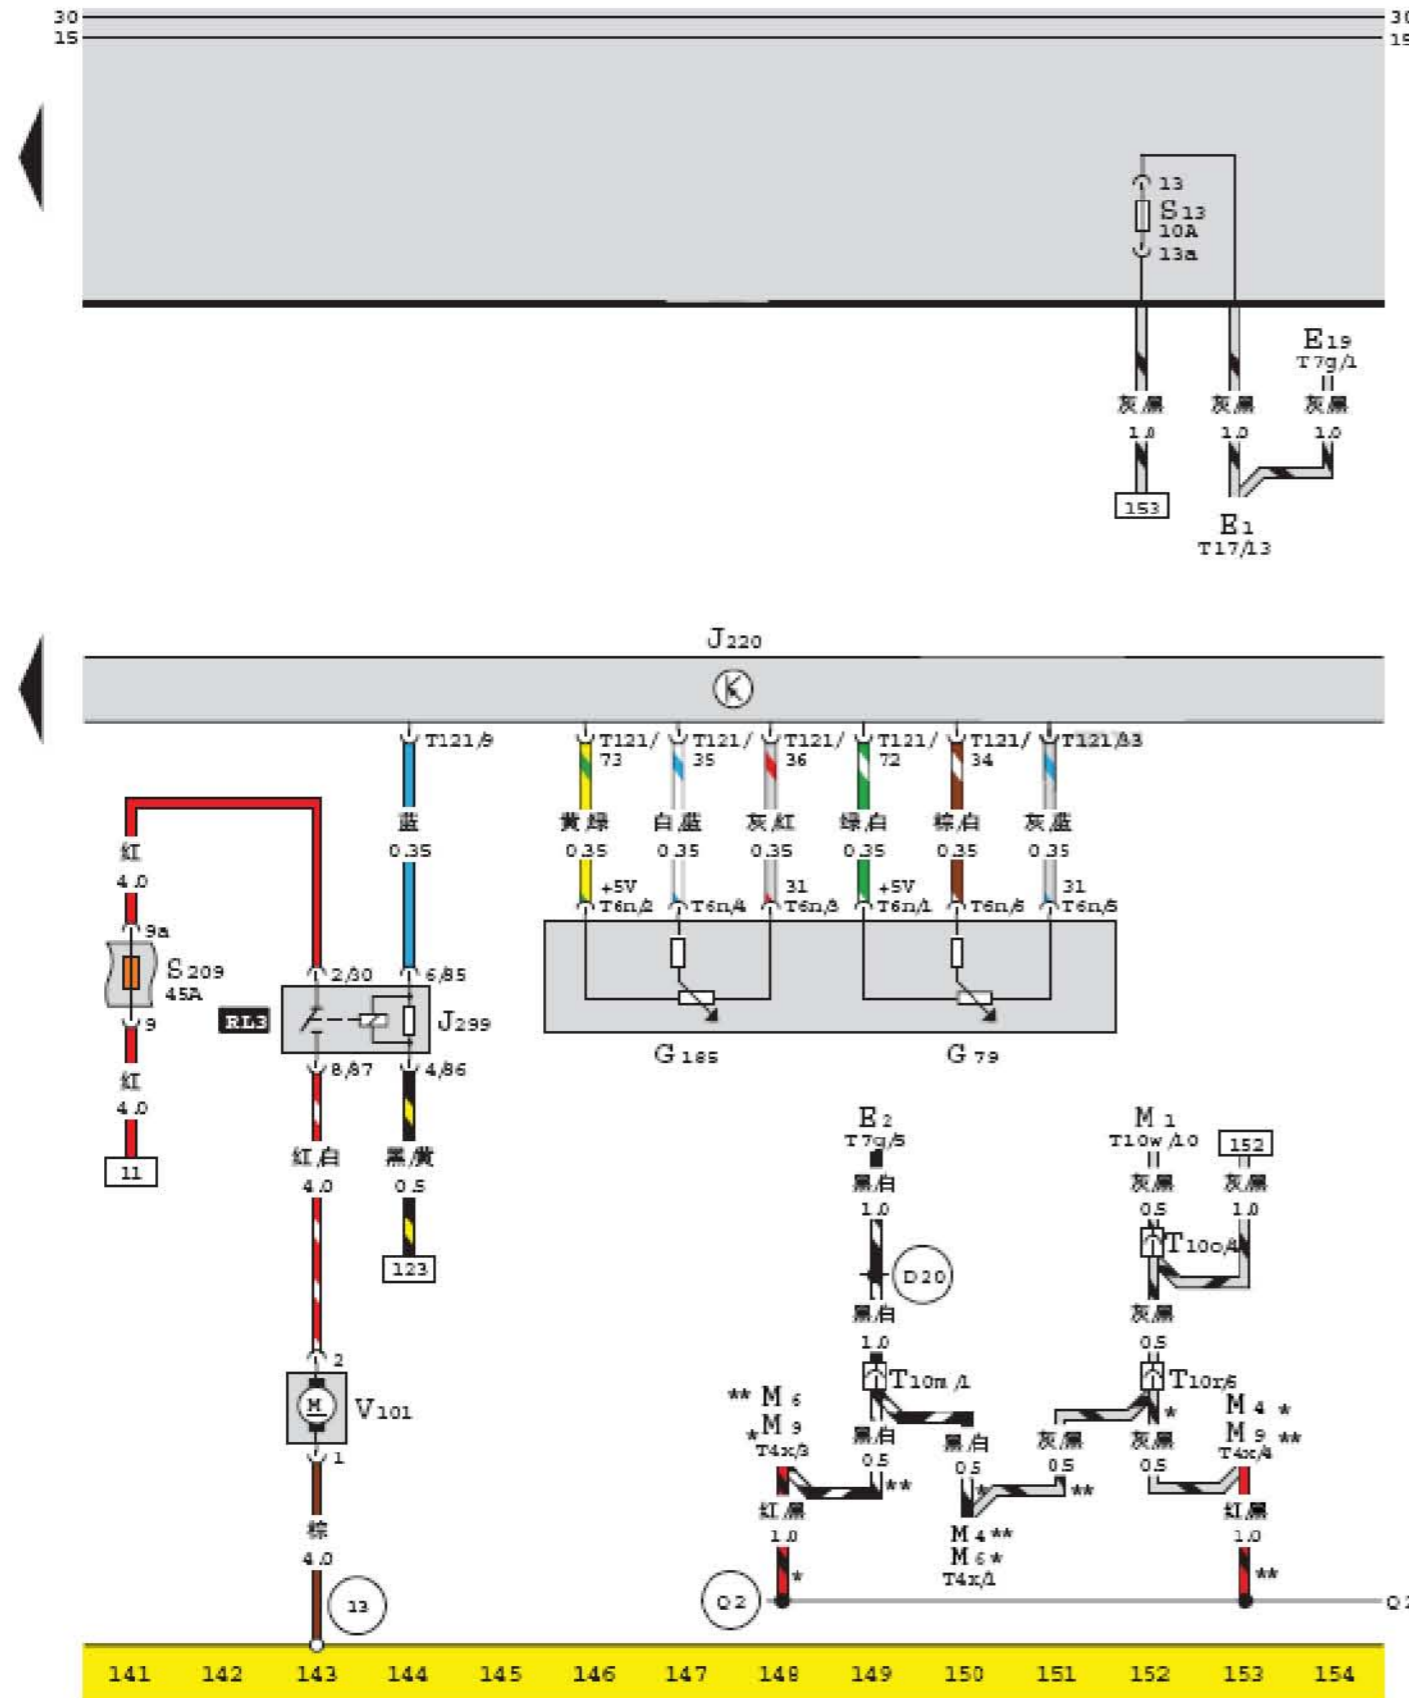 30
30
15
13
S13
10A
13a
E19
T7g/1
灰/黑 灰/黑 灰/黑
1.0 1.0 1.0
153
E1
T17/13
J220
K
T121/9
T121/73
T121/35
T121/36
T121/72
T121/34
T121/33
蓝 黄/绿 白/蓝 灰/红 绿/白 棕/白 灰/蓝
0.35 0.35 0.35 0.35 0.35 0.35 0.35
红
4.0
+5V
31
+5V
31
T6n/2 T6n/4 T6n/3 T6n/1 T6n/5
9a
S209
45A
9
2/30
6/85
RL3
J299
G185
G79
8/87
4/86
红
4.0
11
红/白
4.0
黑/黄
0.5
123
E2
T7g/5
黑/白
1.0
D20
黑/白
1.0
T10m/1
M1
T10w/10
152
灰/黑 灰/黑
0.5 1.0
灰/黑
0.5
2
M
V101
1
** M6
* M9
T4x/3
黑/白
0.5
**
黑/白
0.5
*
灰/黑
0.5
**
*
灰/黑
0.5
M4 *
M9 **
T4x/4
红/黑
1.0
*
M4**
M6*
T4x/1
红/黑
1.0
**
棕
4.0
13
Q2
141 142 143 144 145 146 147 148 149 150 151 152 153 154